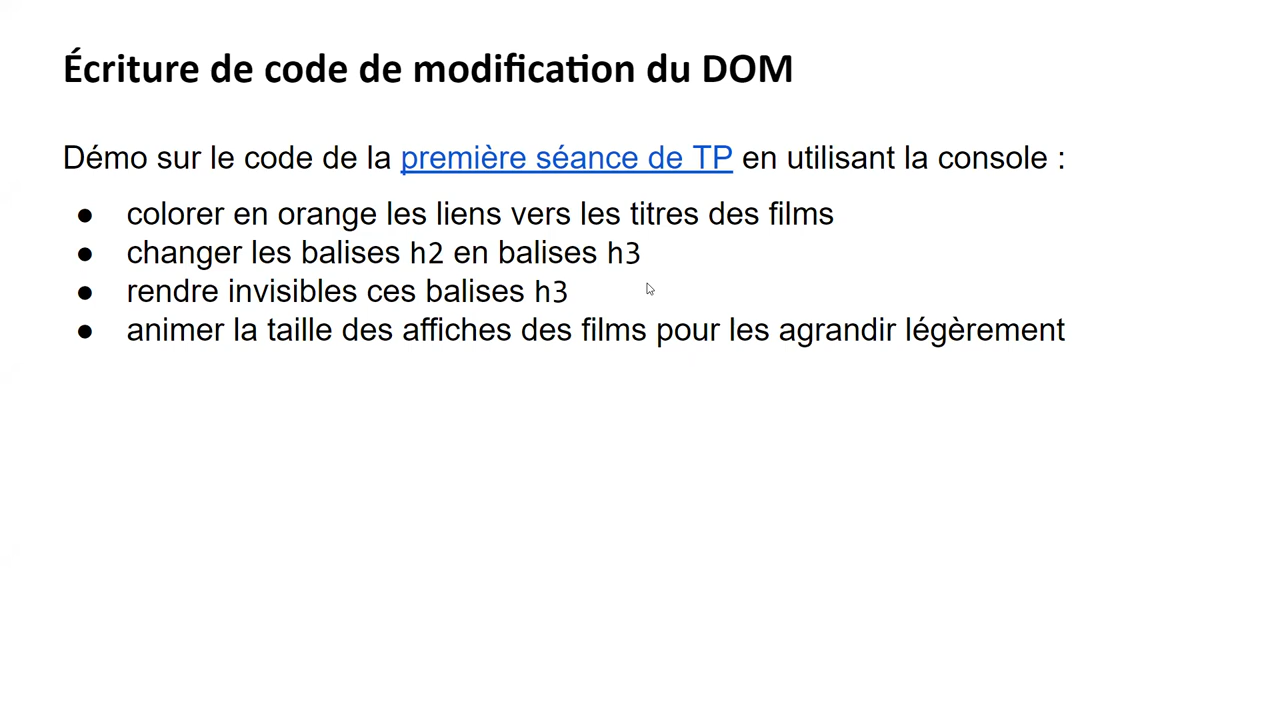 Écriture de code de modification du DOM
Démo sur le code de la première séance de TP en utilisant la console :
● colorer en orange les liens vers les titres des films
● changer les balises h2 en balises h3
● rendre invisibles ces balises h3
● animer la taille des affiches des films pour les agrandir légèrement